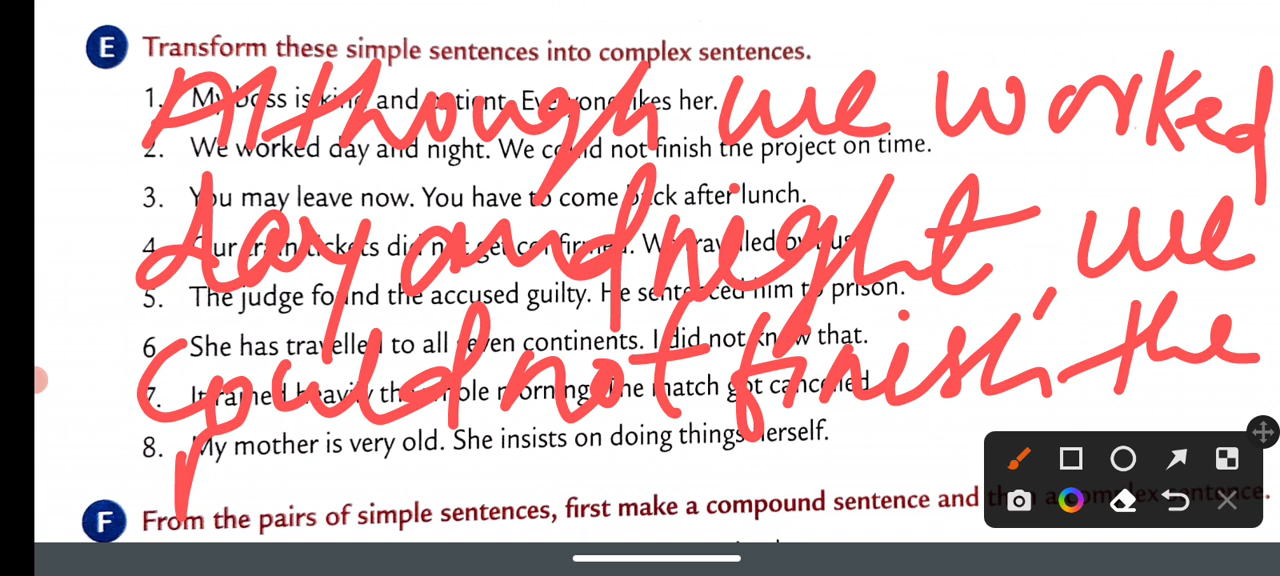 E Transform these simple sentences into complex sentences.
1. My boss is kind and patient. Everyone likes her.
2. We worked day and night. We could not finish the project on time.
3. You may leave now. You have to come back after lunch.
4. Our train tickets did not get confirmed. We travelled by bus.
5. The judge found the accused guilty. He sentenced him to prison.
6. She has travelled to all seven continents. I did not know that.
7. It rained heavily the whole morning. The match got cancelled.
8. My mother is very old. She insists on doing things herself.
Although we worked
day and night we
could not finish the
p
F From the pairs of simple sentences, first make a compound sentence and then a complex sentence.